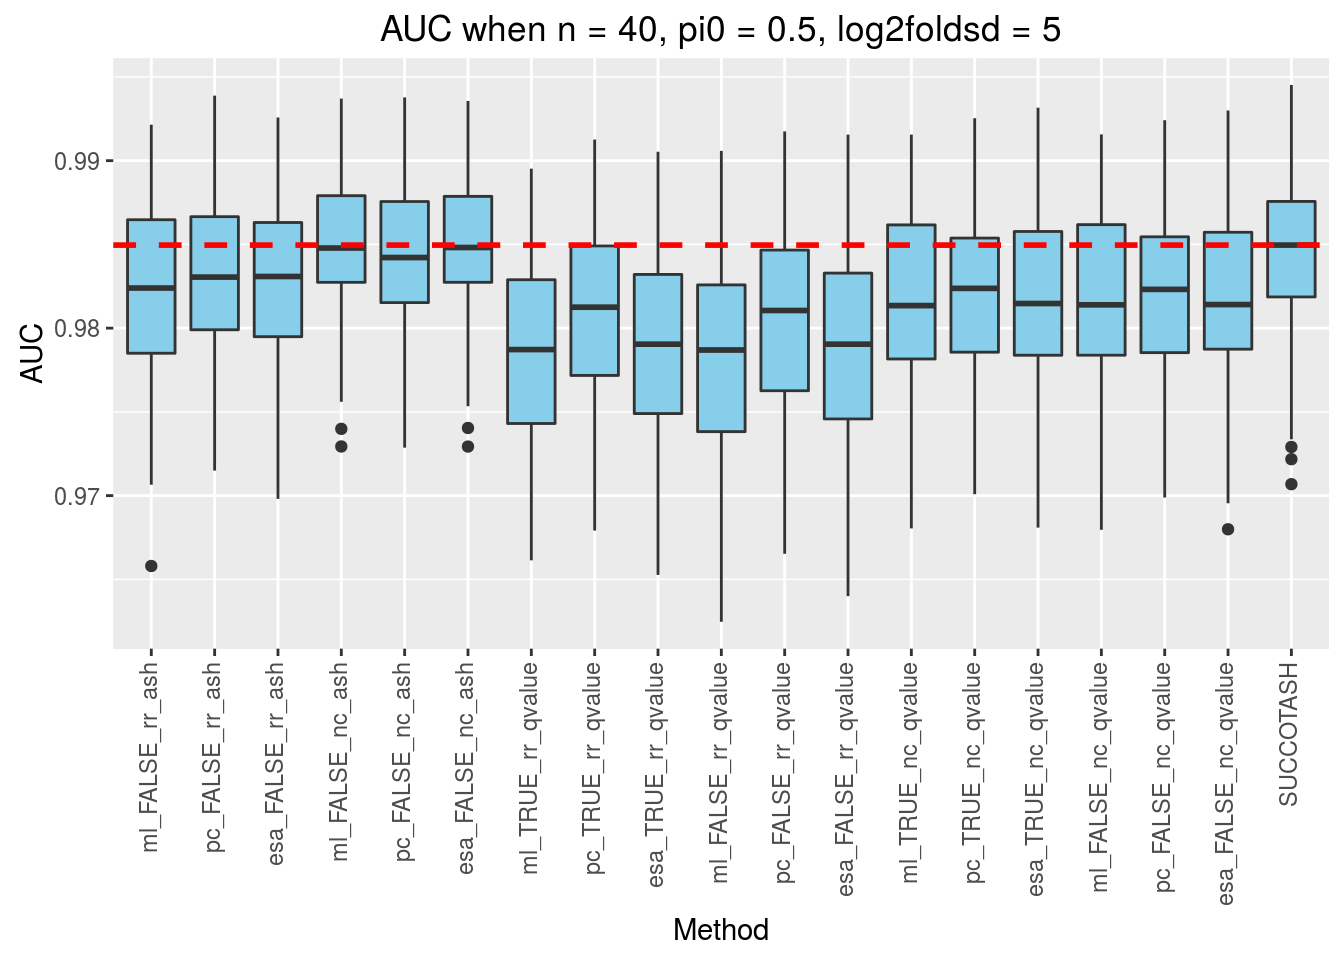 AUC when n = 40, pi0 = 0.5, log2foldsd = 5
AUC
0.99
0.98
0.97
ml_FALSE_rr_ash
pc_FALSE_rr_ash
esa_FALSE_rr_ash
ml_FALSE_nc_ash
pc_FALSE_nc_ash
esa_FALSE_nc_ash
ml_TRUE_rr_qvalue
pc_TRUE_rr_qvalue
esa_TRUE_rr_qvalue
ml_FALSE_rr_qvalue
pc_FALSE_rr_qvalue
esa_FALSE_rr_qvalue
ml_TRUE_nc_qvalue
pc_TRUE_nc_qvalue
esa_TRUE_nc_qvalue
ml_FALSE_nc_qvalue
pc_FALSE_nc_qvalue
esa_FALSE_nc_qvalue
SUCCOTASH
Method